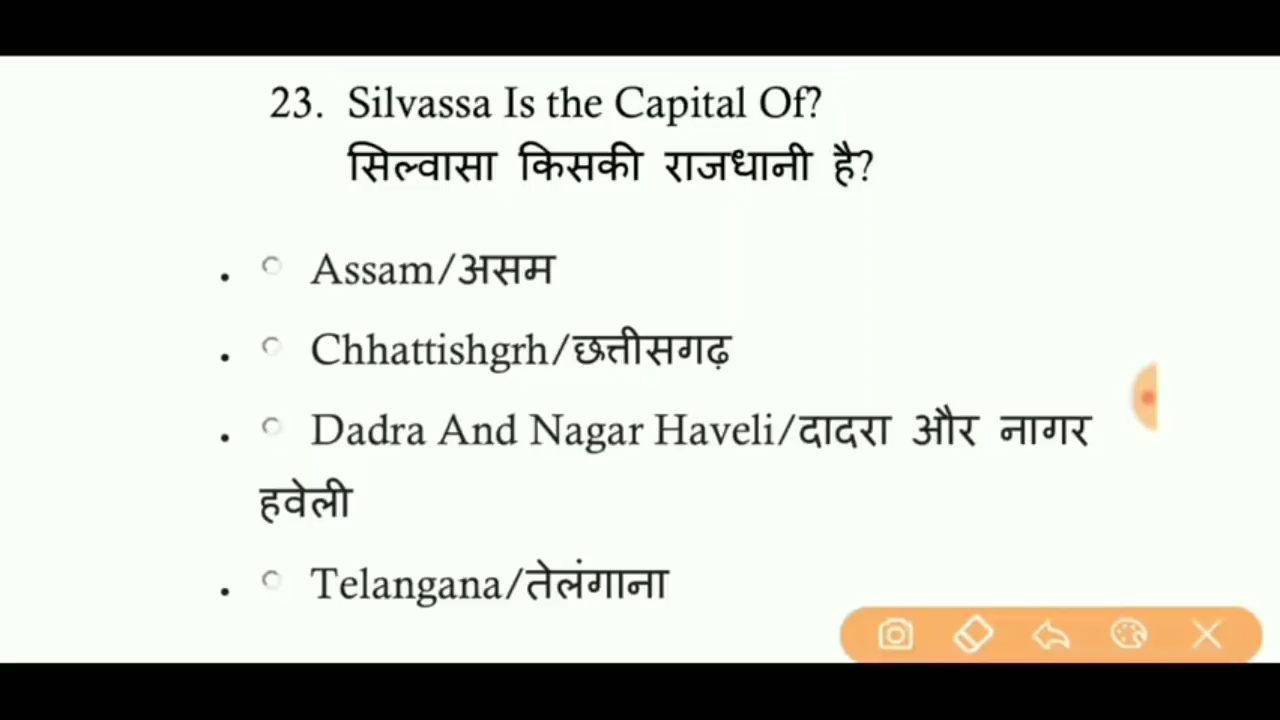 23. Silvassa Is the Capital Of?
सिल्वासा किसकी राजधानी है?
Assam/असम
Chhattishgrh/छत्तीसगढ़
Dadra And Nagar Haveli/दादरा और नागर
हवेली
Telangana/तेलंगाना